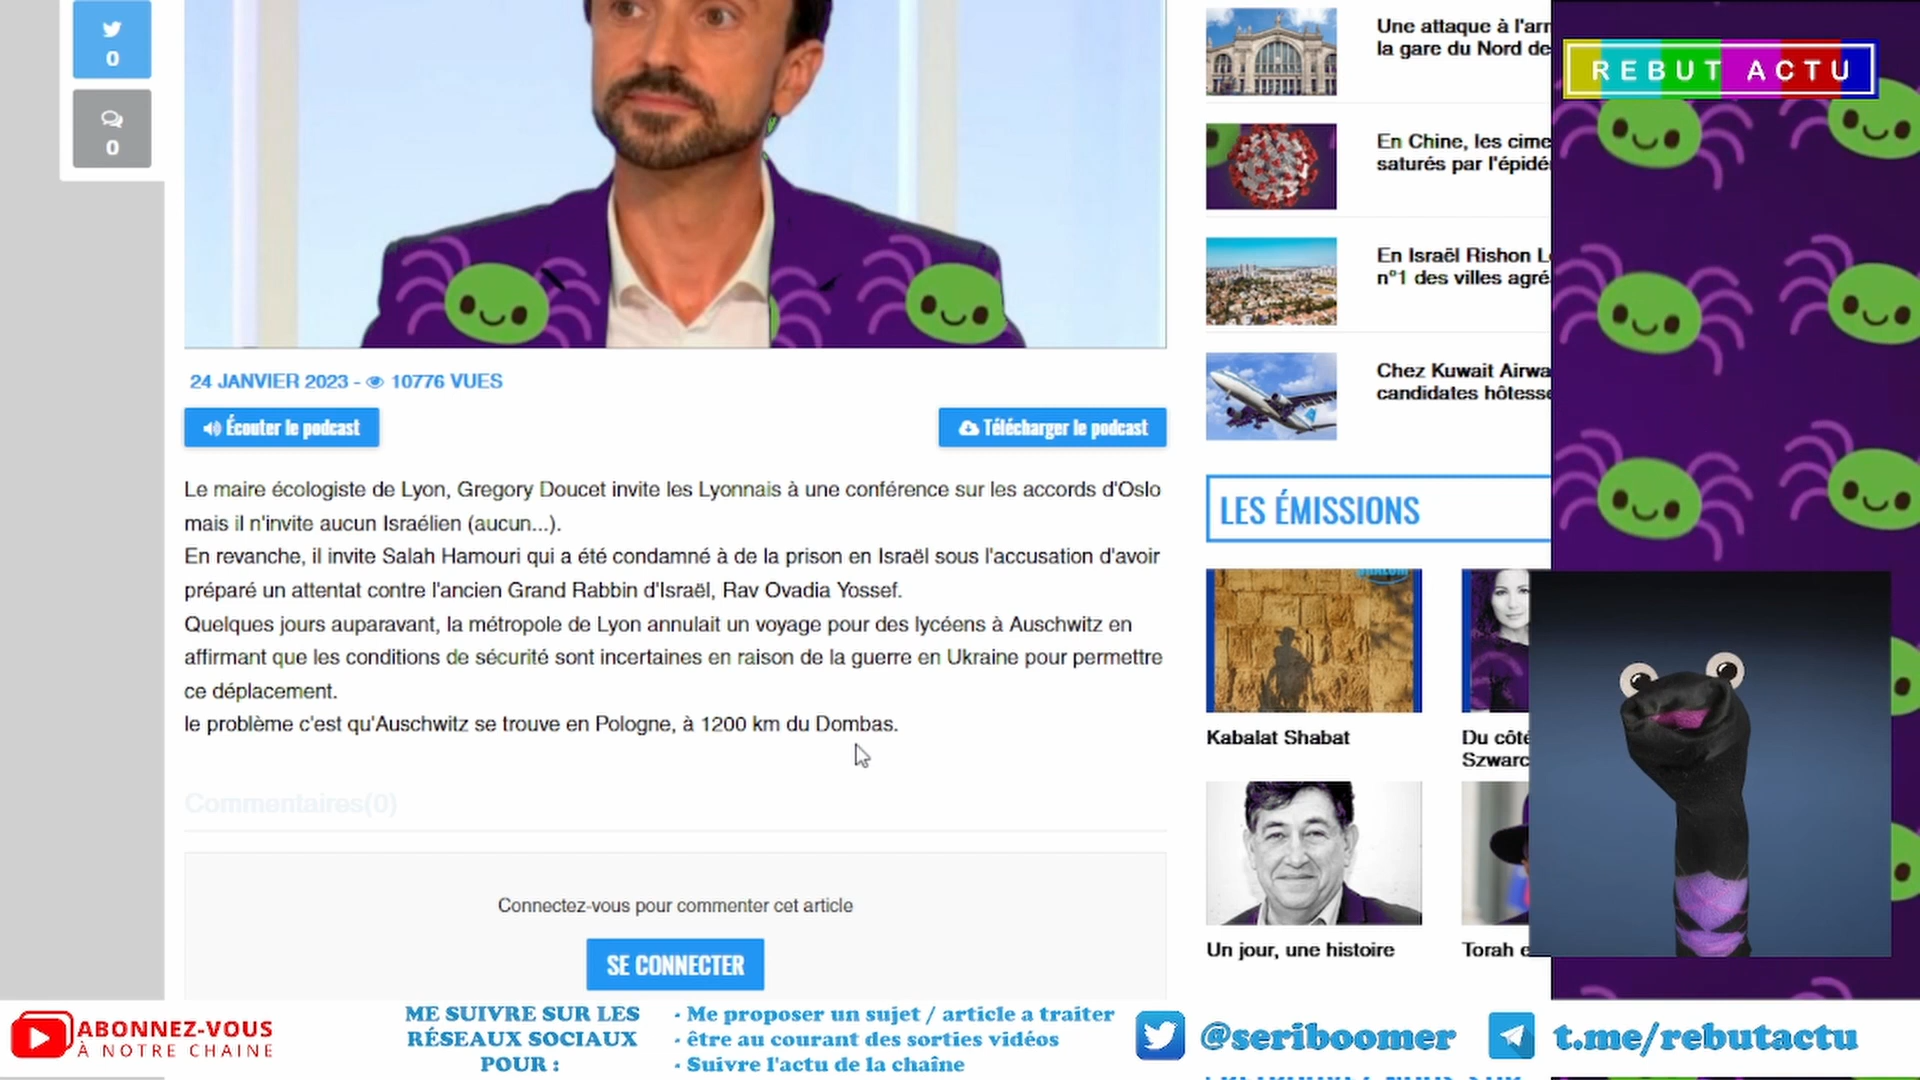 0
0
24 JANVIER 2023 - 10776 VUES
Écouter le podcast
Télécharger le podcast
Le maire écologiste de Lyon, Gregory Doucet invite les Lyonnais à une conférence sur les accords d'Oslo
mais il n'invite aucun Israélien (aucun...).
En revanche, il invite Salah Hamouri qui a été condamné à de la prison en Israël sous l'accusation d'avoir
préparé un attentat contre l'ancien Grand Rabbin d'Israël, Rav Ovadia Yossef.
Quelques jours auparavant, la métropole de Lyon annulait un voyage pour des lycéens à Auschwitz en
affirmant que les conditions de sécurité sont incertaines en raison de la guerre en Ukraine pour permettre
ce déplacement.
le problème c'est qu'Auschwitz se trouve en Pologne, à 1200 km du Dombas.
Commentaires(0)
Connectez-vous pour commenter cet article
SE CONNECTER
Une attaque à l'arr
la gare du Nord de
En Chine, les cime
saturés par l'épidé
En Israël Rishon L
n°1 des villes agré
Chez Kuwait Airwa
candidates hôtesse
LES ÉMISSIONS
Kabalat Shabat
Du côté
Szwarc
Un jour, une histoire
Torah e
REBUT ACTU
ABONNEZ-VOUS
À NOTRE CHAINE
ME SUIVRE SUR LES
RÉSEAUX SOCIAUX
POUR :
- Me proposer un sujet / article a traiter
- être au courant des sorties vidéos
- Suivre l'actu de la chaîne
@seriboomer
t.me/rebutactu